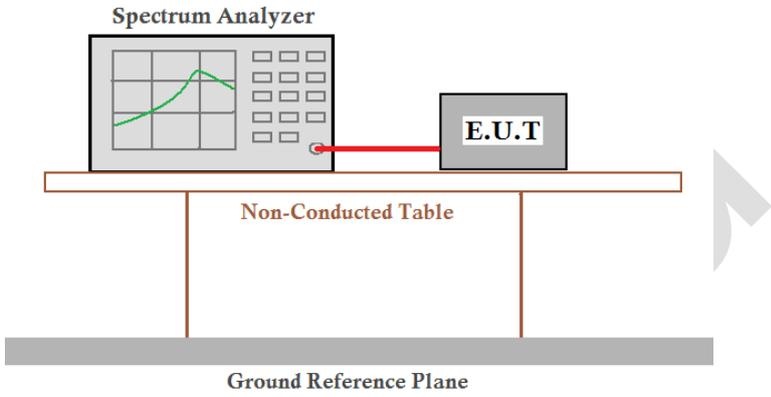 Spectrum Analyzer
E.U.T
Non-Conducted Table
Ground Reference Plane